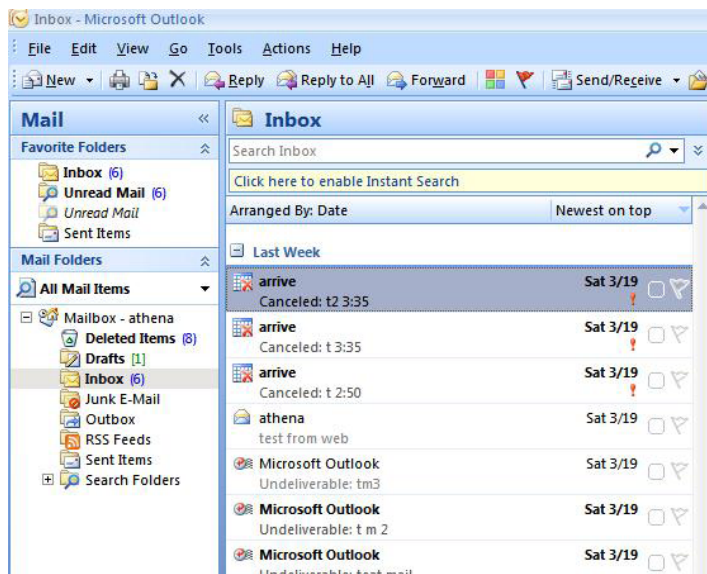 Inbox - Microsoft Outlook
File Edit View Go Tools Actions Help
New Reply Reply to All Forward Send/Receive
Mail
Favorite Folders
Inbox (6)
Unread Mail (6)
Unread Mail
Sent Items
Mail Folders
All Mail Items
Mailbox - athena
Deleted Items (8)
Drafts [1]
Inbox (6)
Junk E-Mail
Outbox
RSS Feeds
Sent Items
Search Folders
Inbox
Search Inbox
Click here to enable Instant Search
Arranged By: Date Newest on top
Last Week
arrive Sat 3/19
Canceled: t2 3:35
arrive Sat 3/19
Canceled: t 3:35
arrive Sat 3/19
Canceled: t 2:50
athena Sat 3/19
test from web
Microsoft Outlook Sat 3/19
Undeliverable: tm3
Microsoft Outlook Sat 3/19
Undeliverable: t m 2
Microsoft Outlook Sat 3/19
Undeliverable: test mail